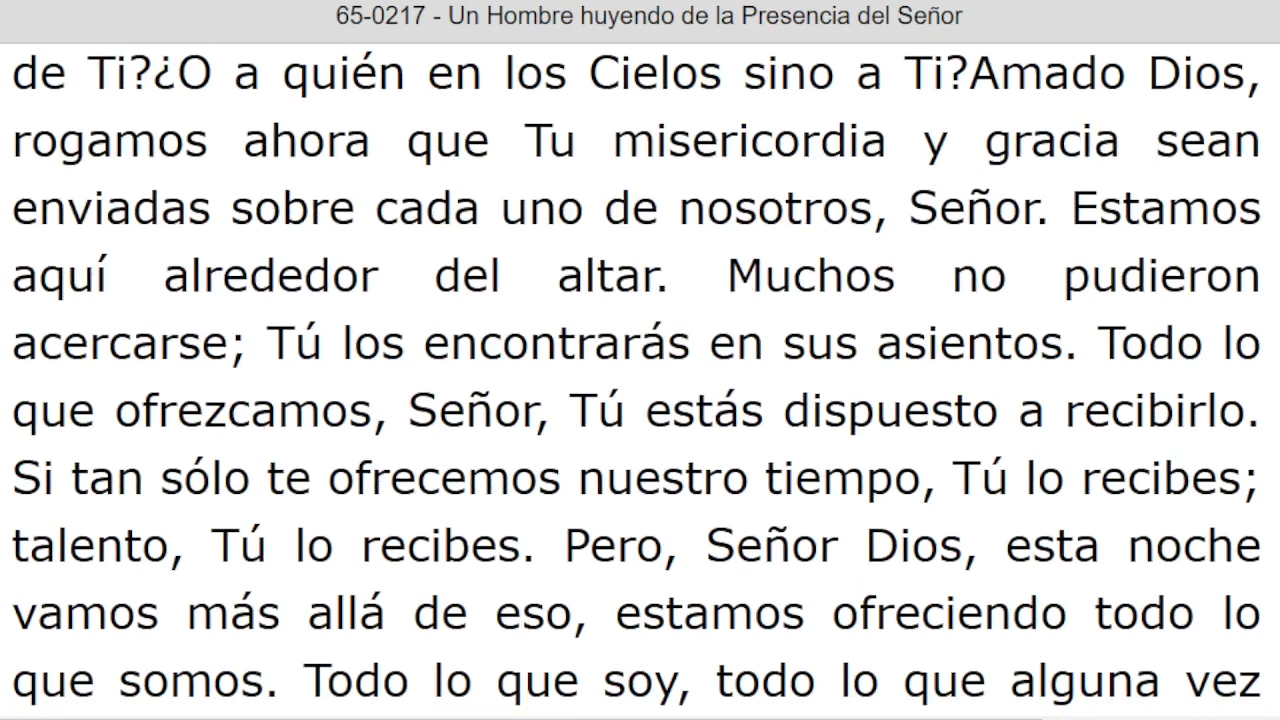 65-0217 - Un Hombre huyendo de la Presencia del Señor
de Ti?¿O a quién en los Cielos sino a Ti?Amado Dios,
rogamos ahora que Tu misericordia y gracia sean
enviadas sobre cada uno de nosotros, Señor. Estamos
aquí alrededor del altar. Muchos no pudieron
acercarse; Tú los encontrarás en sus asientos. Todo lo
que ofrezcamos, Señor, Tú estás dispuesto a recibirlo.
Si tan sólo te ofrecemos nuestro tiempo, Tú lo recibes;
talento, Tú lo recibes. Pero, Señor Dios, esta noche
vamos más allá de eso, estamos ofreciendo todo lo
que somos. Todo lo que soy, todo lo que alguna vez